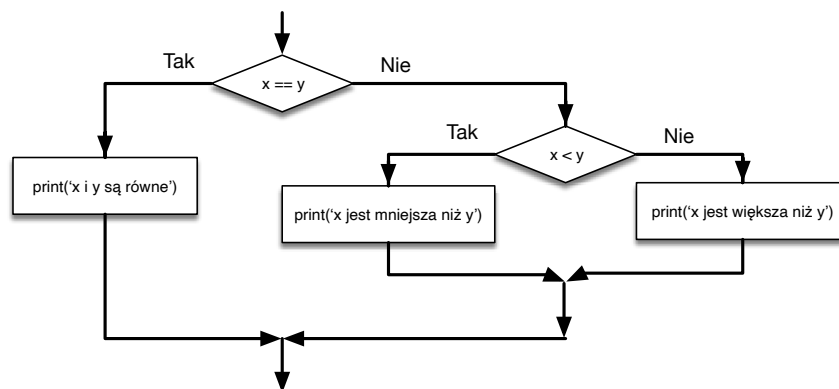 Tak
x == y
Nie
Tak
x < y
Nie
print(‘x i y są równe’)
print(‘x jest mniejsza niż y’)
print(‘x jest większa niż y’)